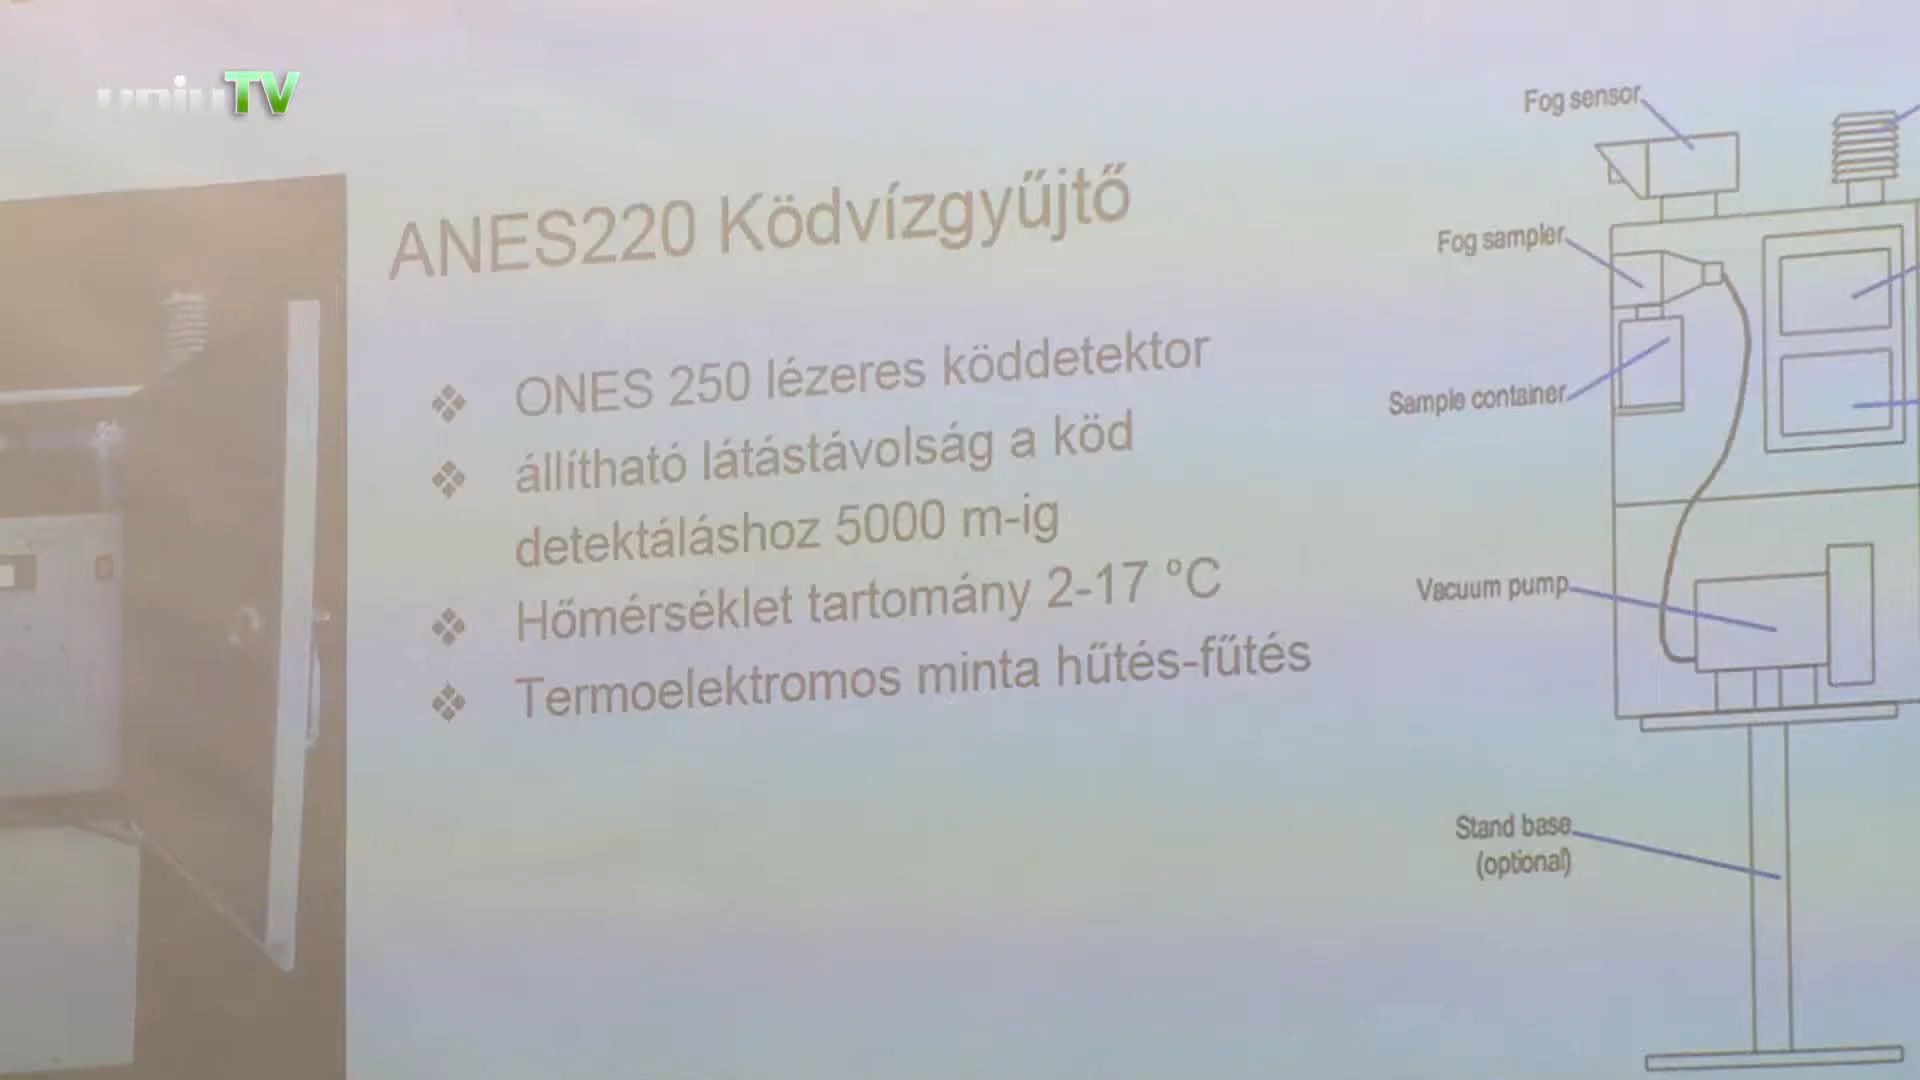 uniuTV
ANES220 Ködvízgyűjtő
ONES 250 lézeres köddetektor
állítható látástávolság a köd
detektáláshoz 5000 m-ig
Hőmérséklet tartomány 2-17 °C
Termoelektromos minta hűtés-fűtés
Fog sensor
Fog sampler
Sample container
Vacuum pump
Stand base
(optional)